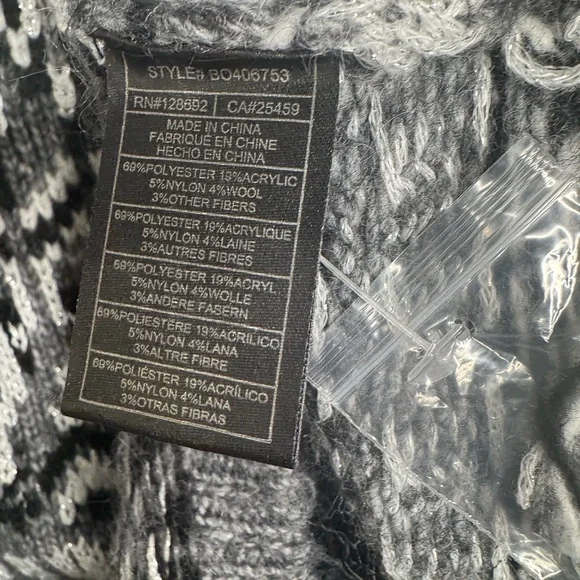 STYLE# BO406753
RN#128692 CA#25459
MADE IN CHINA
FABRIQUÉ EN CHINE
HECHO EN CHINA
69%POLYESTER 19%ACRYLIC
5%NYLON 4%WOOL
3%OTHER FIBERS
69%POLYESTER 19%ACRYLIQUE
5%NYLON 4%LAINE
3%AUTRES FIBRES
69%POLYESTER 19%ACRYL
5%NYLON 4%WOLLE
3%ANDERE FASERN
69%POLIESTERE 19%ACRILICO
5%NYLON 4%LANA
3%ALTRE FIBRE
69%POLIÉSTER 19%ACRÍLICO
5%NYLON 4%LANA
3%OTRAS FIBRAS